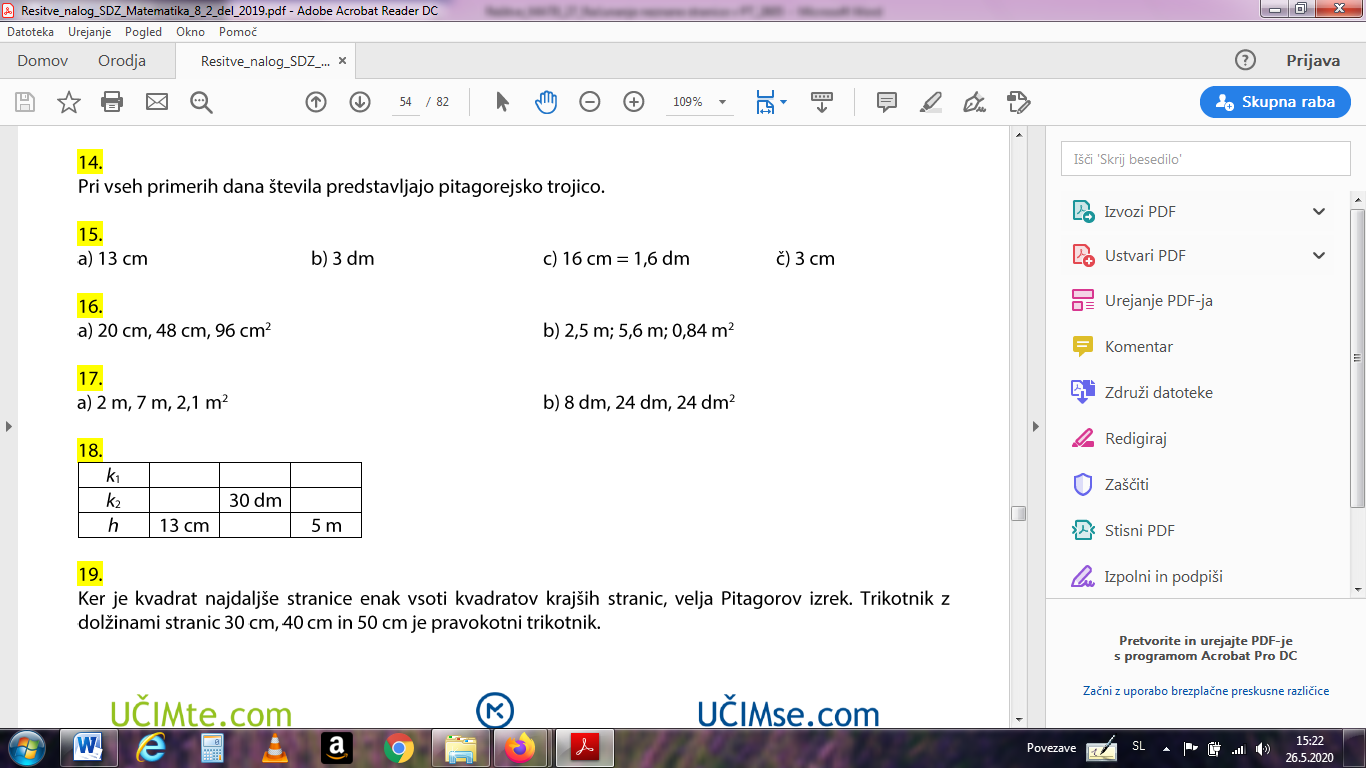 Resitve_nalog_SDZ_Matematika_8_2_del_2019.pdf - Adobe Acrobat Reader DC
Datoteka Urejanje Pogled Okno Pomoč
Domov Orodja Resitve_nalog_SDZ_... × Prijava
54 / 82 109% Skupna raba
14.
Pri vseh primerih dana števila predstavljajo pitagorejsko trojico.
15.
a) 13 cm b) 3 dm c) 16 cm = 1,6 dm č) 3 cm
16.
a) 20 cm, 48 cm, 96 cm² b) 2,5 m; 5,6 m; 0,84 m²
17.
a) 2 m, 7 m, 2,1 m² b) 8 dm, 24 dm, 24 dm²
18.
k₁
k₂ 30 dm
h 13 cm 5 m
19.
Ker je kvadrat najdaljše stranice enak vsoti kvadratov krajših stranic, velja Pitagorov izrek. Trikotnik z
dolžinami stranic 30 cm, 40 cm in 50 cm je pravokotni trikotnik.
UČIMte.com UČIMse.com
Išči 'Skrij besedilo'
Izvozi PDF
Ustvari PDF
Urejanje PDF-ja
Komentar
Združi datoteke
Redigiraj
Zaščiti
Stisni PDF
Izpolni in podpiši
Pretvorite in urejajte PDF-je
s programom Acrobat Pro DC
Začni z uporabo brezplačne preskusne različice
Povezave SL 15:22
26.5.2020